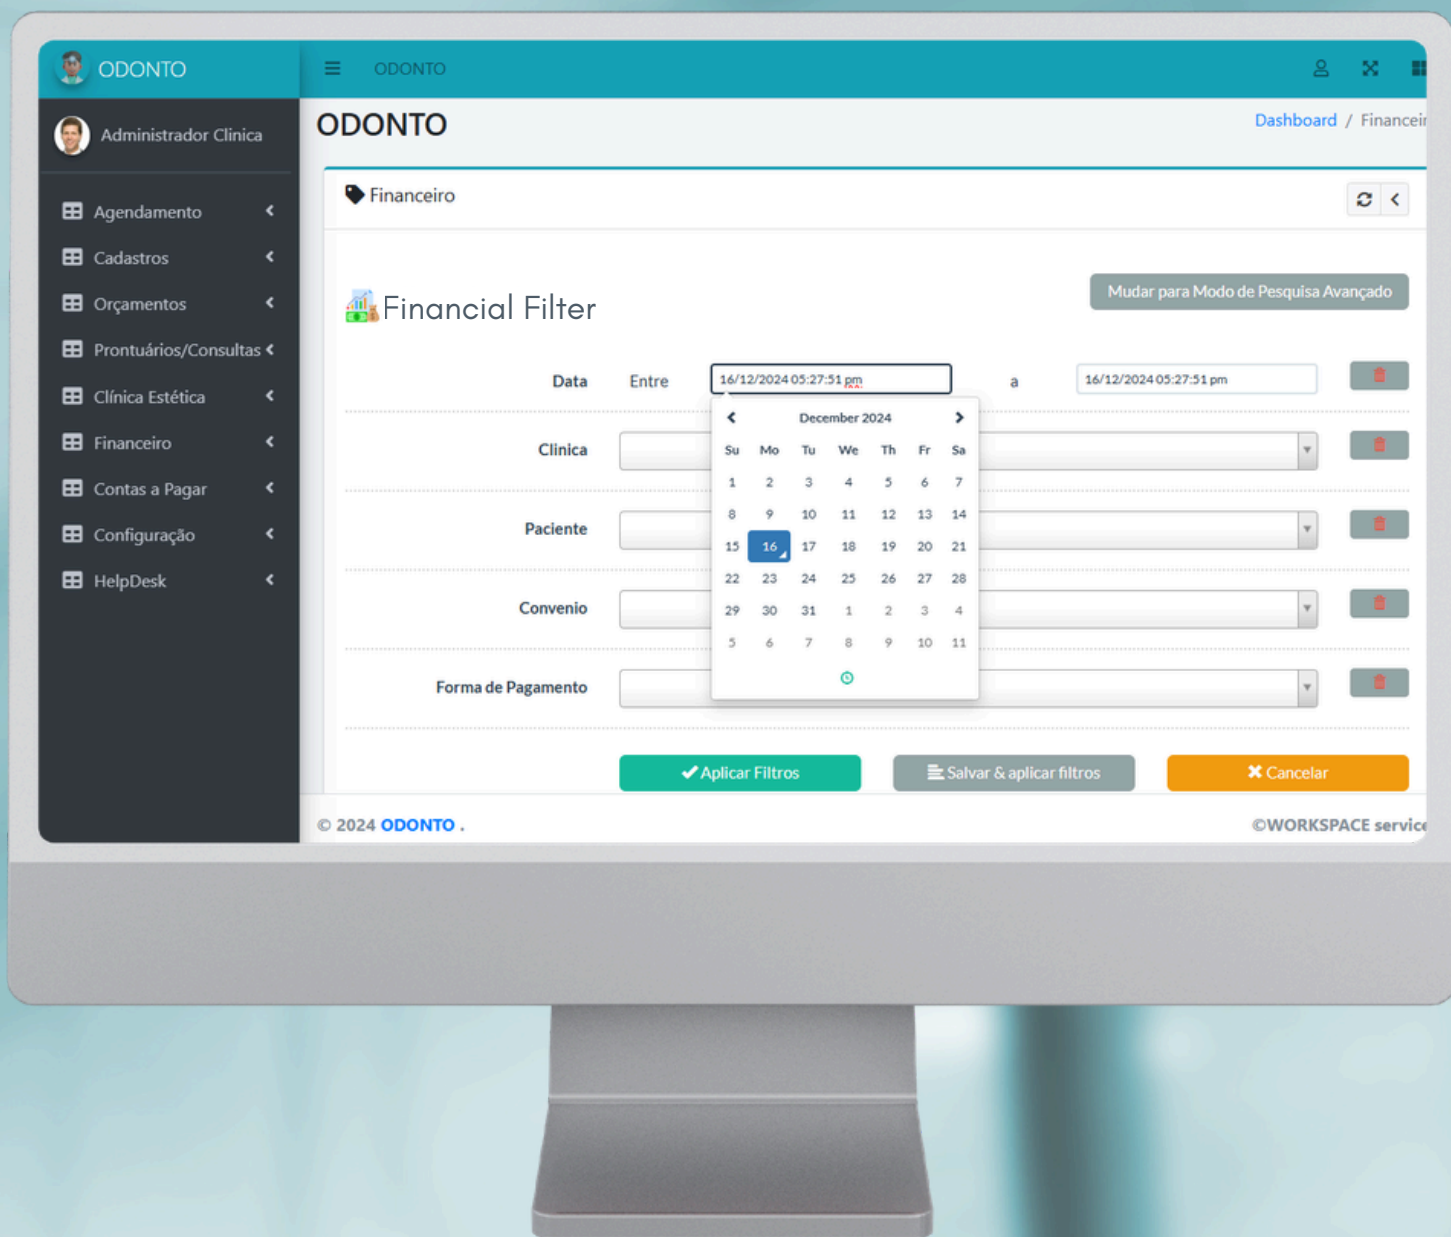 ODONTO
ODONTO
Administrador Clinica
ODONTO
Dashboard / Financeir
Agendamento
Cadastros
Orçamentos
Prontuários/Consultas
Clínica Estética
Financeiro
Contas a Pagar
Configuração
HelpDesk
Financeiro
Financial Filter
Mudar para Modo de Pesquisa Avançado
Data Entre 16/12/2024 05:27:51 pm a 16/12/2024 05:27:51 pm
December 2024
Su Mo Tu We Th Fr Sa
1 2 3 4 5 6 7
8 9 10 11 12 13 14
15 16 17 18 19 20 21
22 23 24 25 26 27 28
29 30 31 1 2 3 4
5 6 7 8 9 10 11
Clinica
Paciente
Convenio
Forma de Pagamento
Aplicar Filtros
Salvar & aplicar filtros
Cancelar
© 2024 ODONTO .
©WORKSPACE service